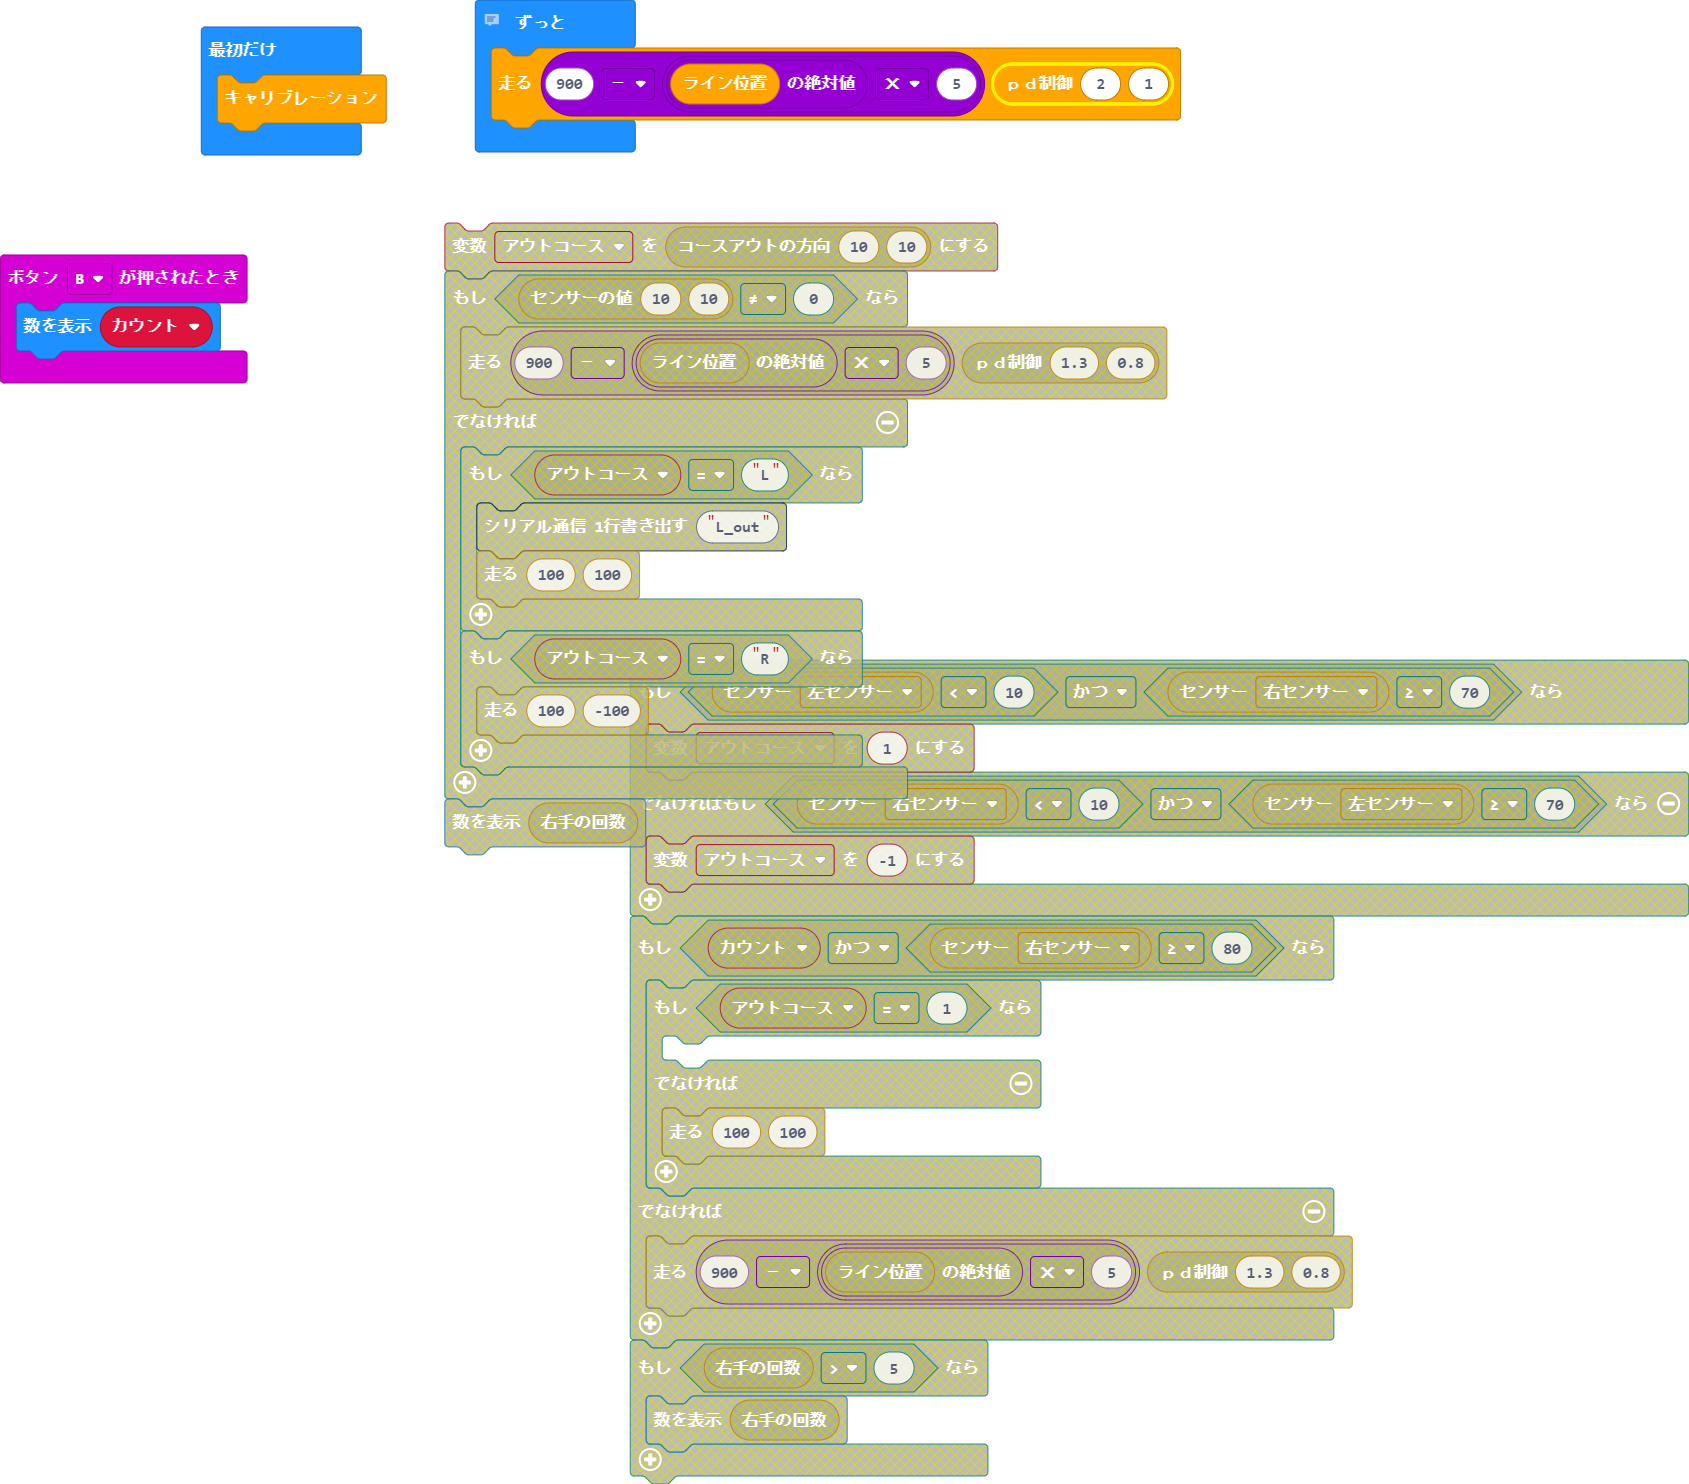 最初だけ
キャリブレーション
ずっと
走る 900 - ライン位置 の絶対値 × 5 ｐｄ制御 2 1
ボタン B が押されたとき
数を表示 カウント
変数 アウトコース を コースアウトの方向 10 10 にする
もし センサーの値 10 10 ≠ 0 なら
走る 900 - ライン位置 の絶対値 × 5 ｐｄ制御 1.3 0.8
でなければ
もし アウトコース = "L" なら
シリアル通信 1行書き出す "L_out"
走る 100 100
もし アウトコース = "R" なら
走る 100 -100
数を表示 右手の回数
もし センサー 左センサー < 10 かつ センサー 右センサー ≥ 70 なら
変数 アウトコース を 1 にする
でなければもし センサー 右センサー < 10 かつ センサー 左センサー ≥ 70 なら
変数 アウトコース を -1 にする
もし カウント かつ センサー 右センサー ≥ 80 なら
もし アウトコース = 1 なら
でなければ
走る 100 100
でなければ
走る 900 - ライン位置 の絶対値 × 5 ｐｄ制御 1.3 0.8
もし 右手の回数 > 5 なら
数を表示 右手の回数